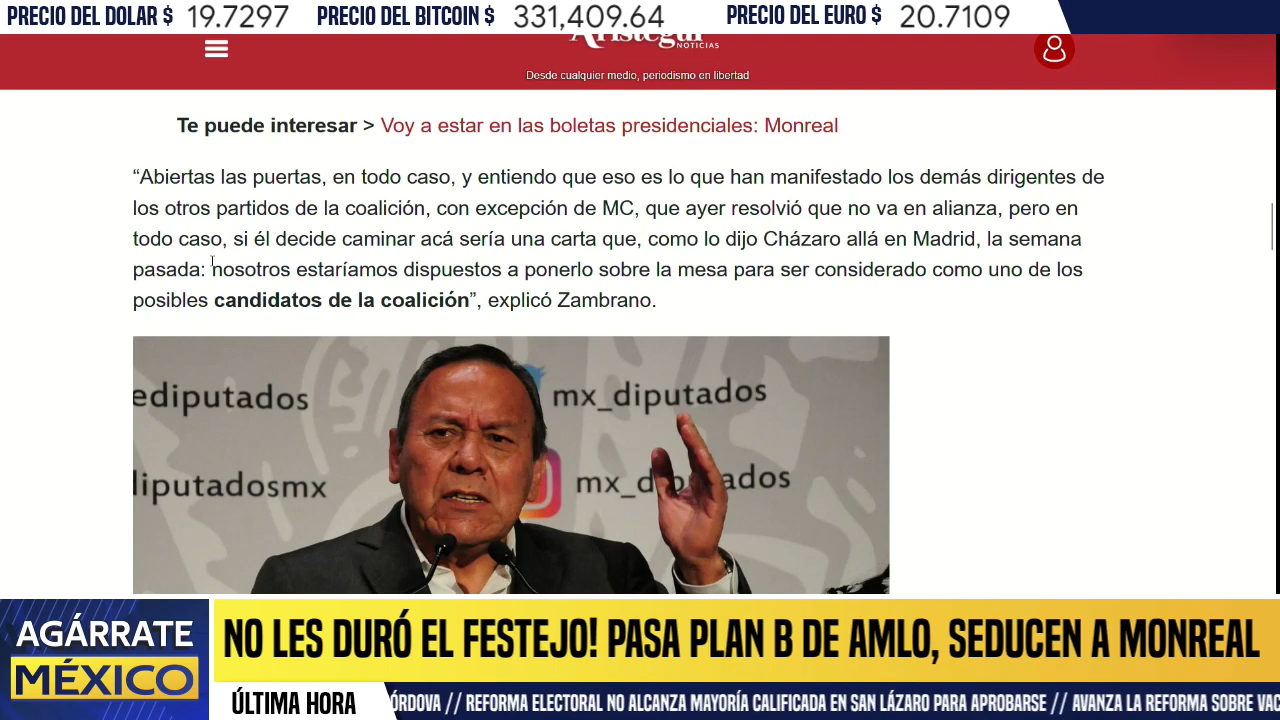 PRECIO DEL DOLAR $ 19.7297 PRECIO DEL BITCOIN $ 331,409.64 PRECIO DEL EURO $ 20.7109
Aristegui
NOTICIAS
Desde cualquier medio, periodismo en libertad
Te puede interesar > Voy a estar en las boletas presidenciales: Monreal
“Abiertas las puertas, en todo caso, y entiendo que eso es lo que han manifestado los demás dirigentes de
los otros partidos de la coalición, con excepción de MC, que ayer resolvió que no va en alianza, pero en
todo caso, si él decide caminar acá sería una carta que, como lo dijo Cházaro allá en Madrid, la semana
pasada: nosotros estaríamos dispuestos a ponerlo sobre la mesa para ser considerado como uno de los
posibles candidatos de la coalición”, explicó Zambrano.
ediputados mx_diputados
diputadosmx mx_diputados
AGÁRRATE
MÉXICO
NO LES DURÓ EL FESTEJO! PASA PLAN B DE AMLO, SEDUCEN A MONREAL
ÚLTIMA HORA ÓRDOVA // REFORMA ELECTORAL NO ALCANZA MAYORÍA CALIFICADA EN SAN LÁZARO PARA APROBARSE // AVANZA LA REFORMA SOBRE VAC